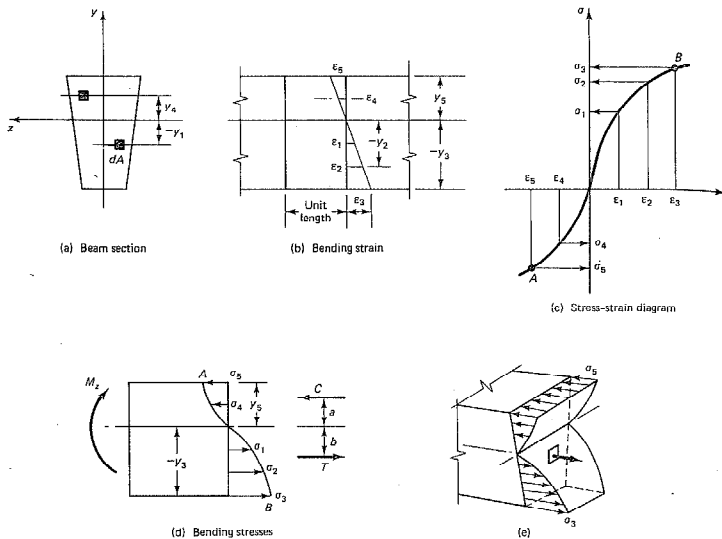 y
z
dA
y₄
−y₁
(a) Beam section
ε₅
ε₄
ε₁
ε₂
ε₃
y₅
−y₂
−y₃
Unit
length
(b) Bending strain
σ
B
σ₃
σ₂
σ₁
ε₅
ε₄
ε₁
ε₂
ε₃
σ₄
σ₅
A
(c) Stress-strain diagram
M_z
A
σ₅
σ₄
y₅
−y₃
σ₁
σ₂
B
σ₃
C
a
b
T
(d) Bending stresses
σ₅
σ₃
(e)